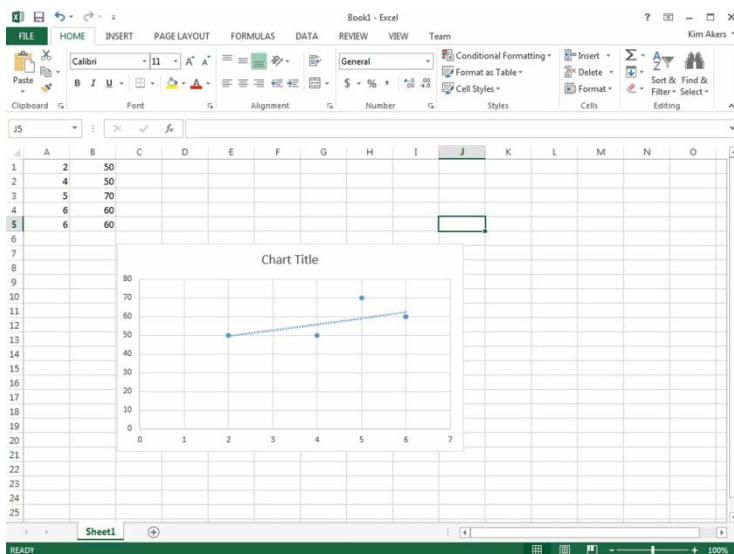 Book1 - Excel
FILE HOME INSERT PAGE LAYOUT FORMULAS DATA REVIEW VIEW Team Kim Akers
Paste
Calibri 11
B I U
General
$ % ,
Conditional Formatting
Format as Table
Cell Styles
Insert
Delete
Format
Sort & Filter
Find & Select
Clipboard Font Alignment Number Styles Cells Editing
J5 fx
A B C D E F G H I J K L M N O
1 2 50
2 4 50
3 5 70
4 6 60
5 6 60
6
7
8
9
10
11
12
13
14
15
16
17
18
19
20
21
22
23
24
25
Chart Title
80
70
60
50
40
30
20
10
0
0 1 2 3 4 5 6 7
Sheet1
READY 100%